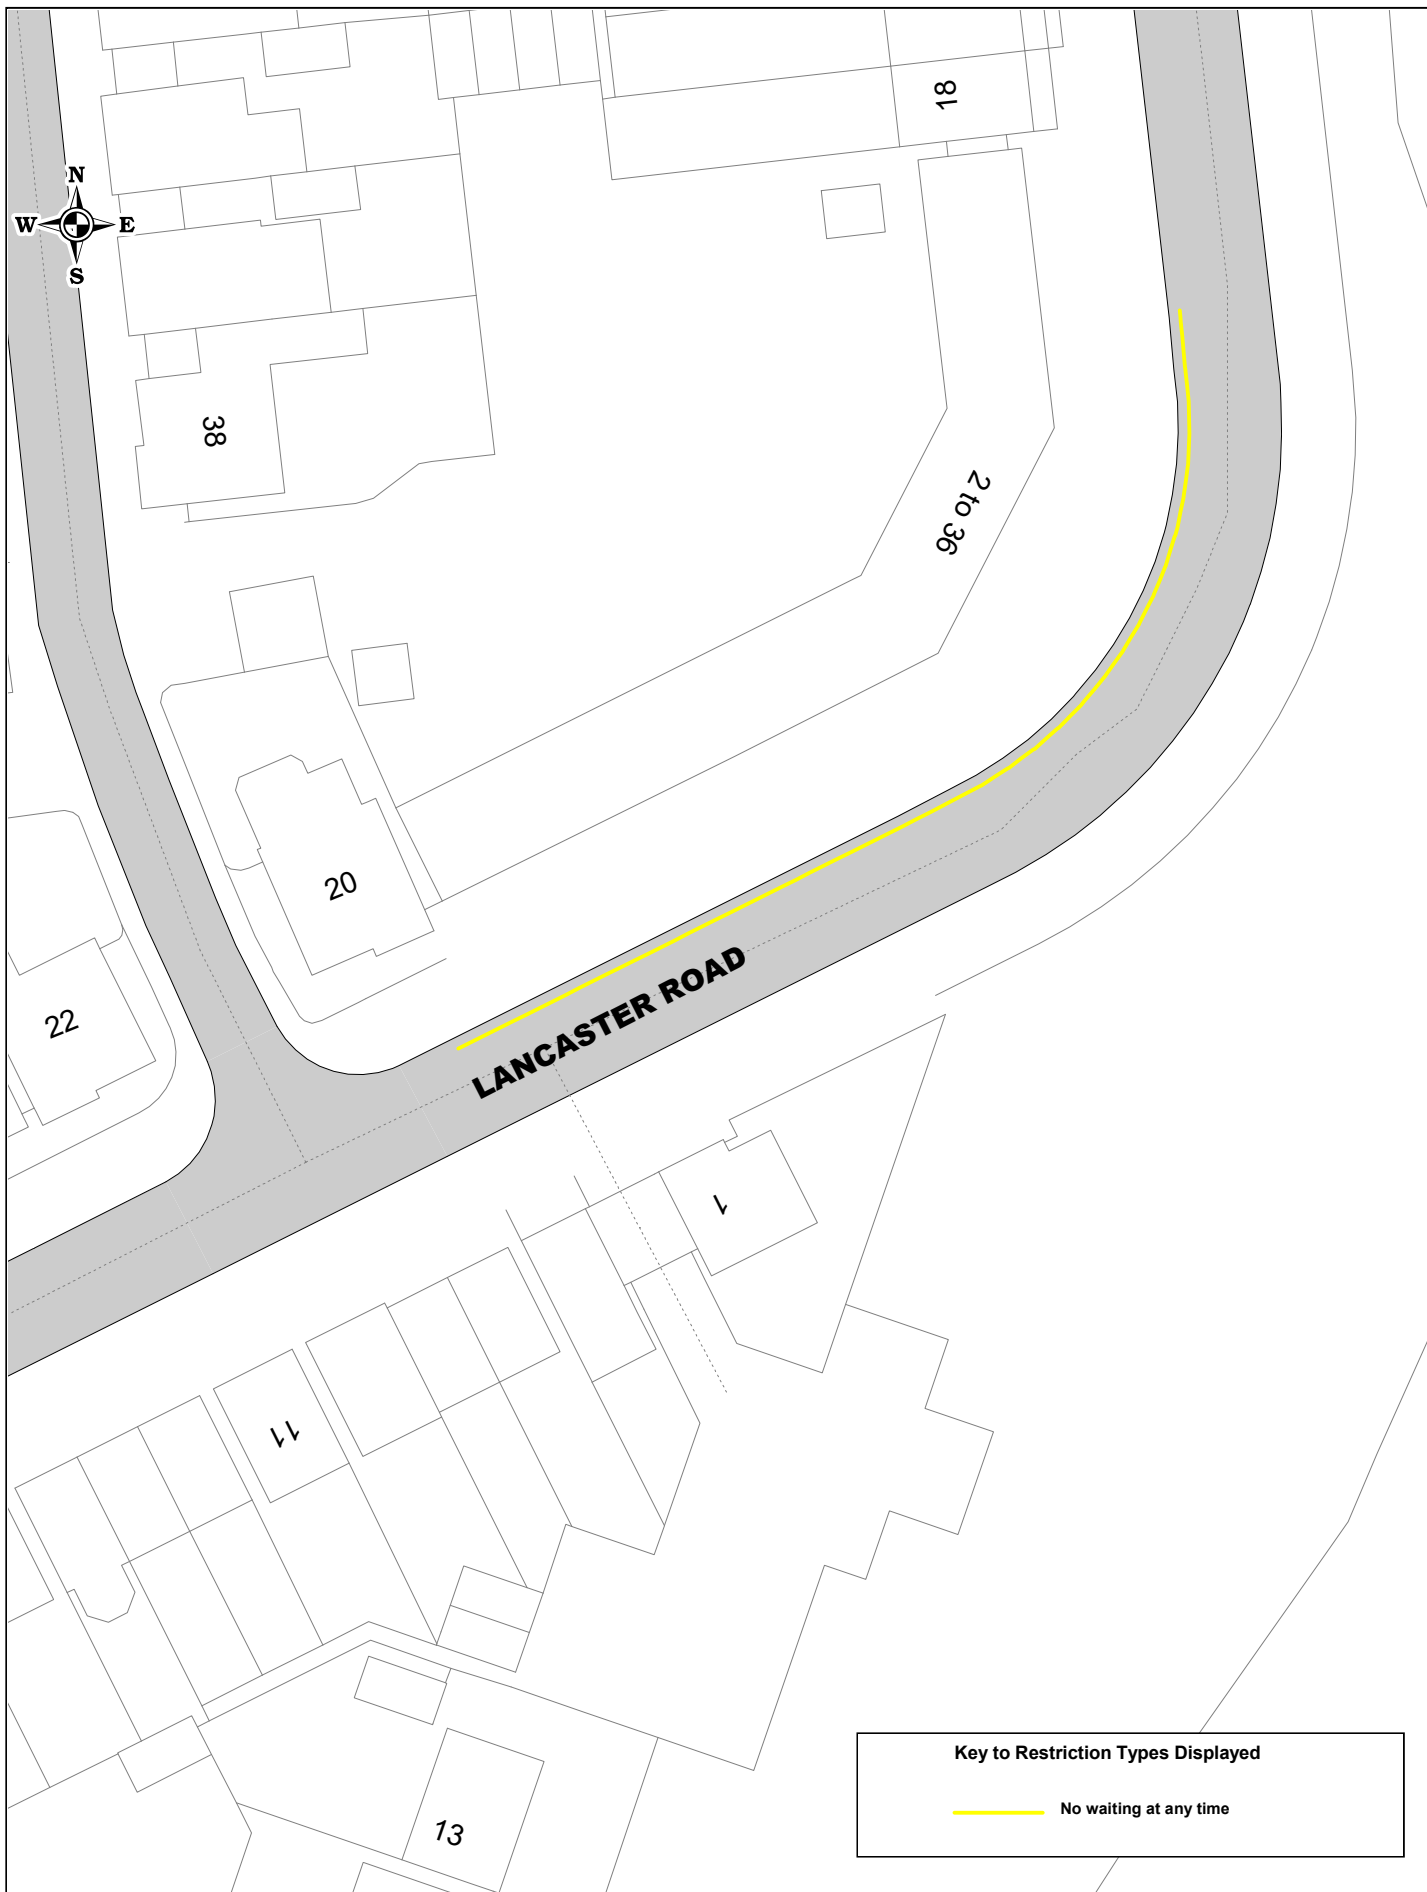 18
N
W E
S
38
2 to 36
20
LANCASTER ROAD
22
1
11
13
Key to Restriction Types Displayed
No waiting at any time